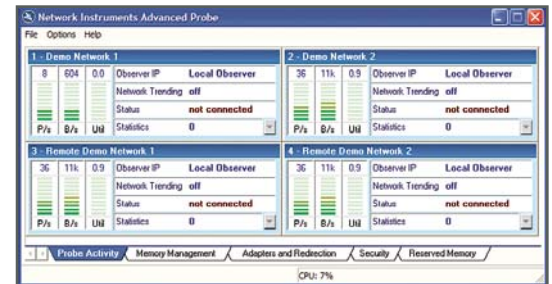 Network Instruments Advanced Probe
File Options Help
1 - Demo Network 1
8 604 0.0 Observer IP Local Observer
Network Trending off
Status not connected
P/s B/s Util Statistics 0
2 - Demo Network 2
36 11k 0.9 Observer IP Local Observer
Network Trending off
Status not connected
P/s B/s Util Statistics 0
3 - Remote Demo Network 1
36 11k 0.9 Observer IP Local Observer
Network Trending off
Status not connected
P/s B/s Util Statistics 0
4 - Remote Demo Network 2
36 11k 0.9 Observer IP Local Observer
Network Trending off
Status not connected
P/s B/s Util Statistics 0
Probe Activity Memory Management Adapters and Redirection Security Reserved Memory
CPU: 7%